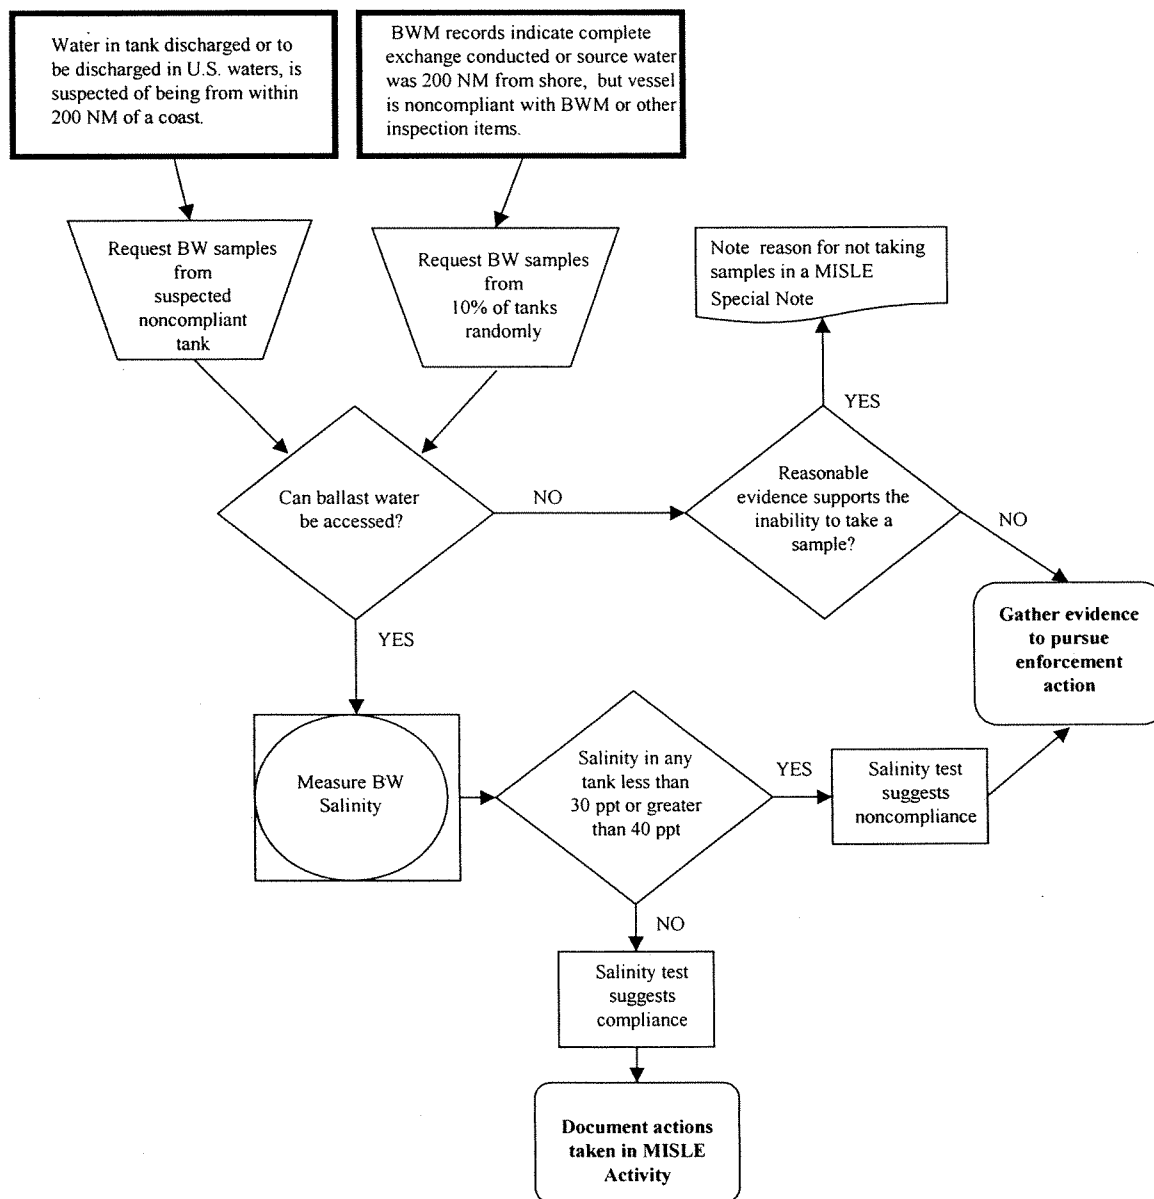 Water in tank discharged or to
be discharged in U.S. waters, is
suspected of being from within
200 NM of a coast.
BWM records indicate complete
exchange conducted or source water
was 200 NM from shore, but vessel
is noncompliant with BWM or other
inspection items.
Request BW samples
from
suspected
noncompliant
tank
Request BW samples
from
10% of tanks
randomly
Note reason for not taking
samples in a MISLE
Special Note
YES
Can ballast water
be accessed?
NO
Reasonable
evidence supports the
inability to take a
sample?
NO
YES
Gather evidence
to pursue
enforcement
action
Measure BW
Salinity
Salinity in any
tank less than
30 ppt or greater
than 40 ppt
YES
Salinity test
suggests
noncompliance
NO
Salinity test
suggests
compliance
Document actions
taken in MISLE
Activity